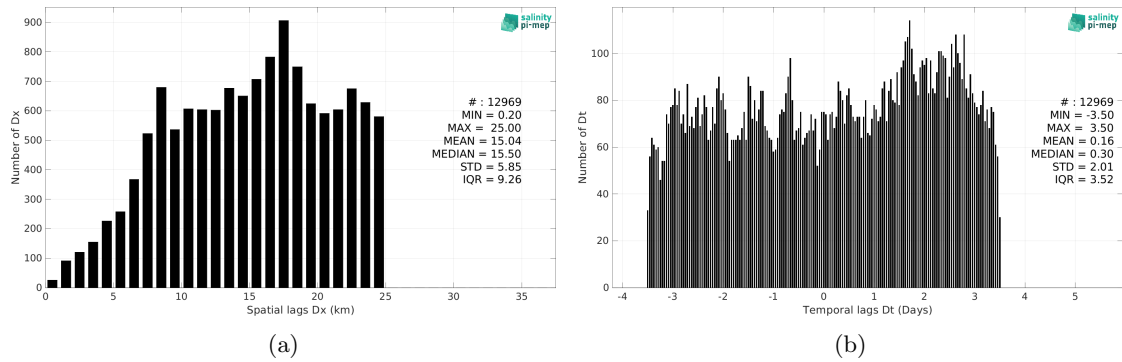 900
800
700
600
500
400
300
200
100
0
Number of Dx
0 5 10 15 20 25 30 35
Spatial lags Dx (km)
salinity
pi-mep
# : 12969
MIN = 0.20
MAX = 25.00
MEAN = 15.04
MEDIAN = 15.50
STD = 5.85
IQR = 9.26
(a)
100
80
60
40
20
0
Number of Dt
-4 -3 -2 -1 0 1 2 3 4 5
Temporal lags Dt (Days)
salinity
pi-mep
# : 12969
MIN = -3.50
MAX = 3.50
MEAN = 0.16
MEDIAN = 0.30
STD = 2.01
IQR = 3.52
(b)